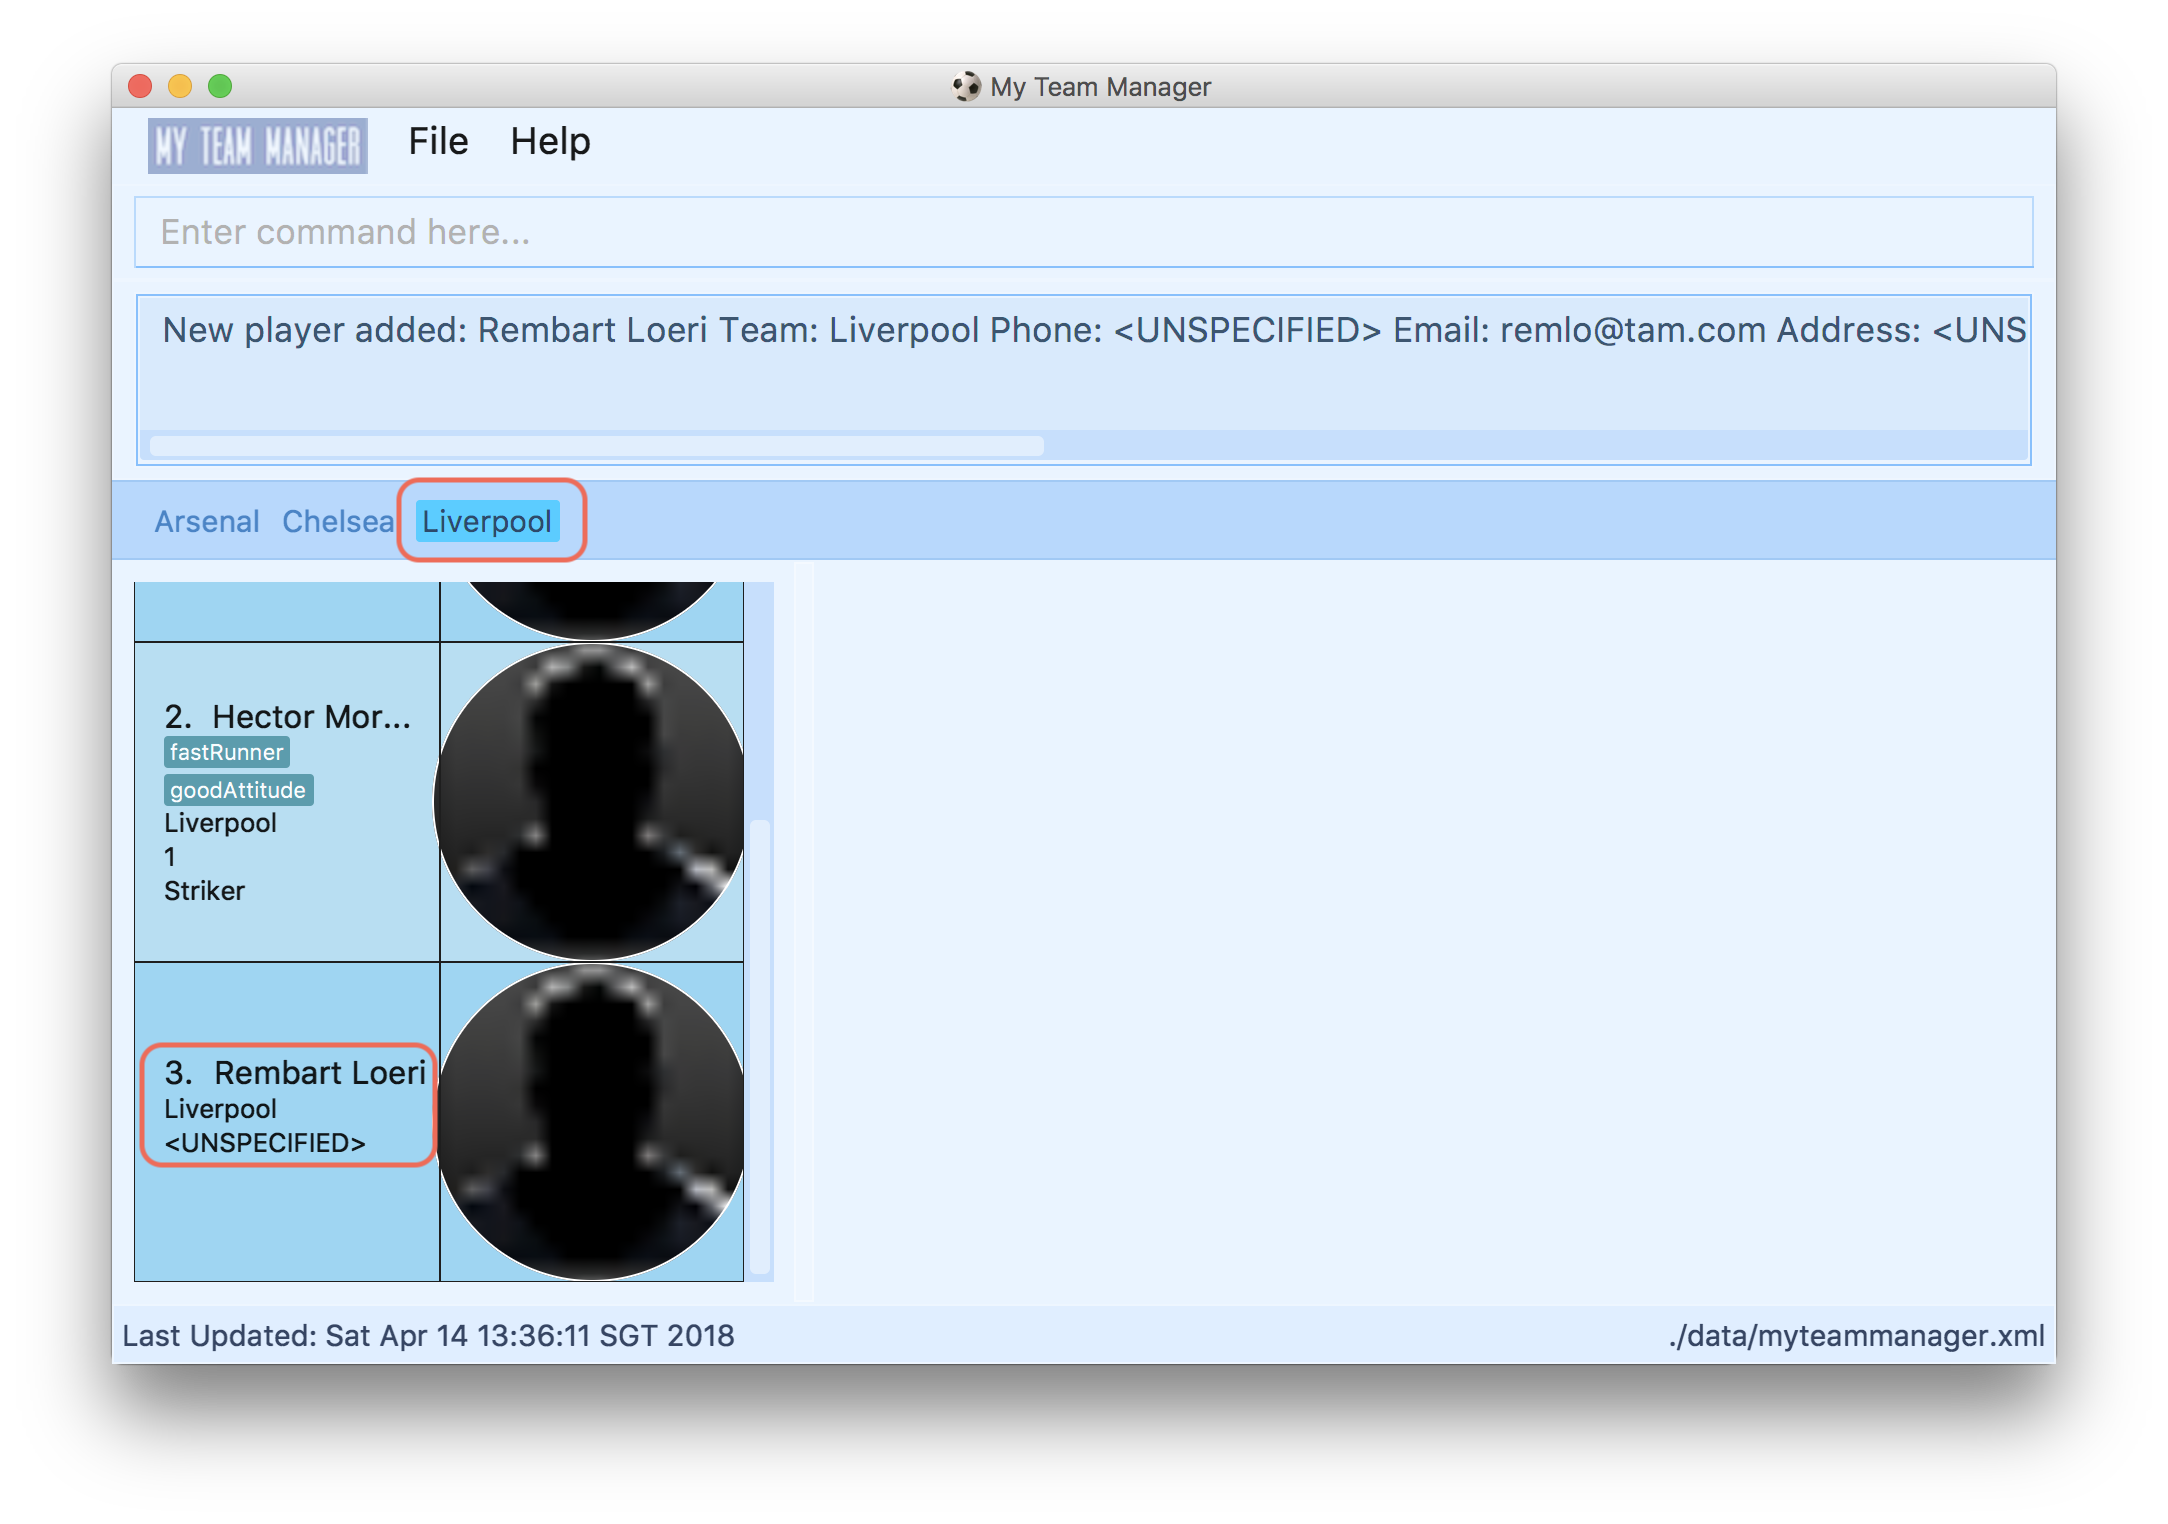 My Team Manager
MY TEAM MANAGER File Help
Enter command here...
New player added: Rembart Loeri Team: Liverpool Phone: <UNSPECIFIED> Email: remlo@tam.com Address: <UNS
Arsenal Chelsea Liverpool
2. Hector Mor...
fastRunner
goodAttitude
Liverpool
1
Striker
3. Rembart Loeri
Liverpool
<UNSPECIFIED>
Last Updated: Sat Apr 14 13:36:11 SGT 2018 ./data/myteammanager.xml